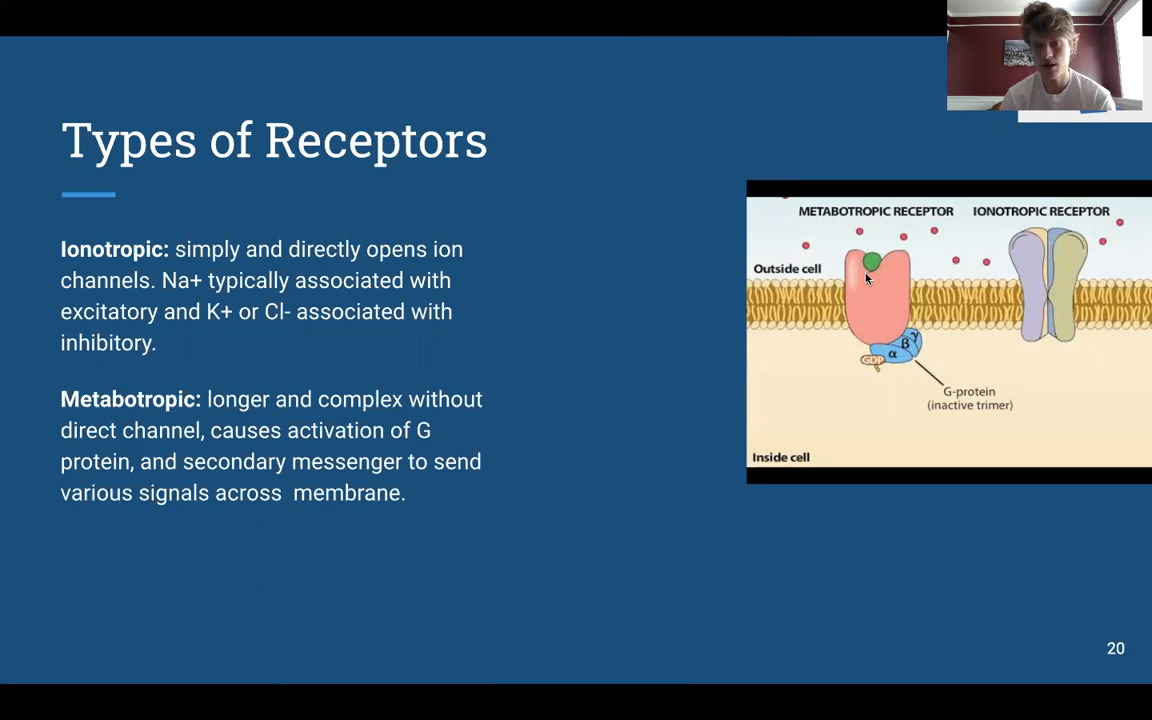 Types of Receptors
Ionotropic: simply and directly opens ion
channels. Na+ typically associated with
excitatory and K+ or Cl- associated with
inhibitory.
Metabotropic: longer and complex without
direct channel, causes activation of G
protein, and secondary messenger to send
various signals across  membrane.
METABOTROPIC RECEPTOR
IONOTROPIC RECEPTOR
Outside cell
GDP
α
β
γ
G-protein
(inactive trimer)
Inside cell
20